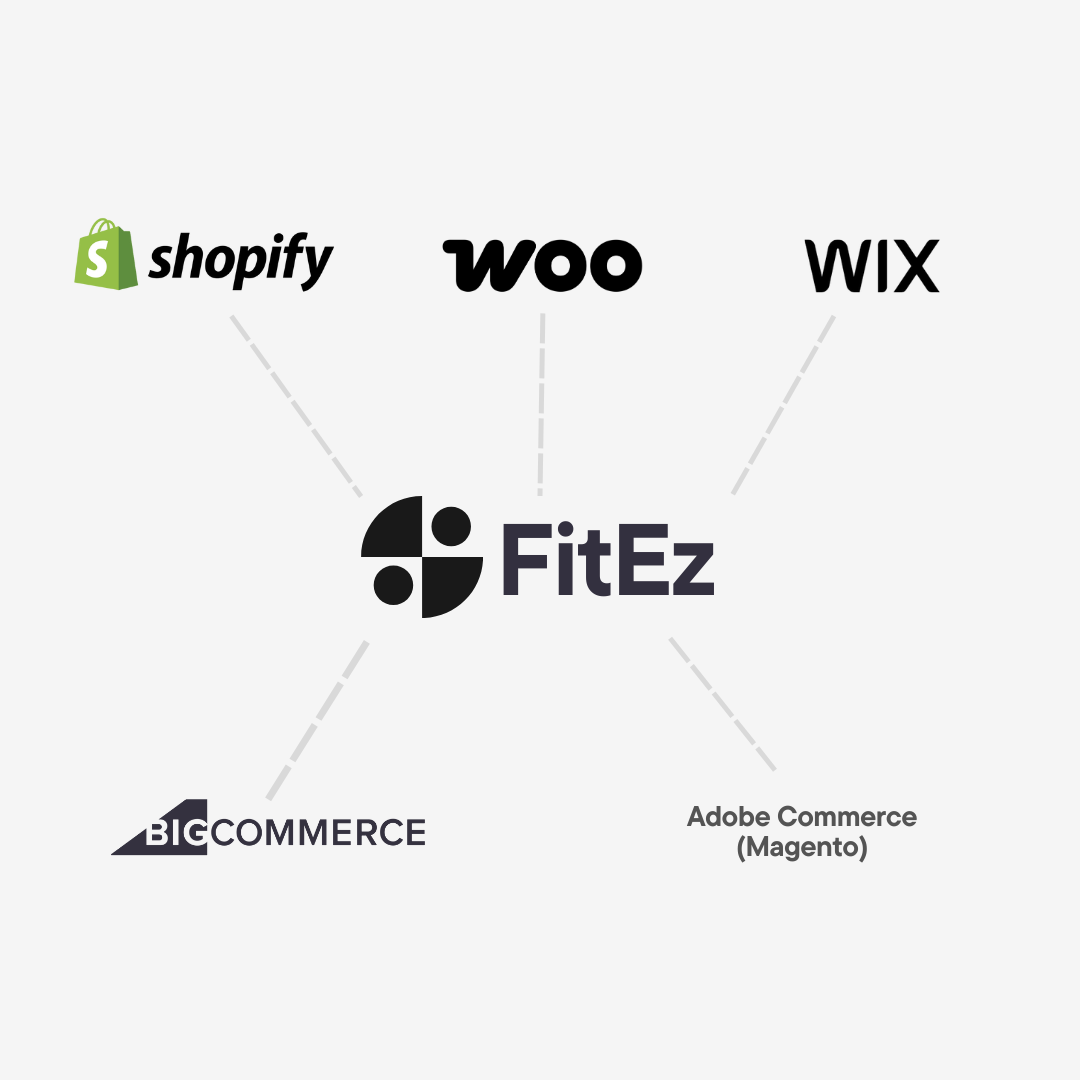 S shopify
woo
WIX
FitEz
BIGCOMMERCE
Adobe Commerce
(Magento)